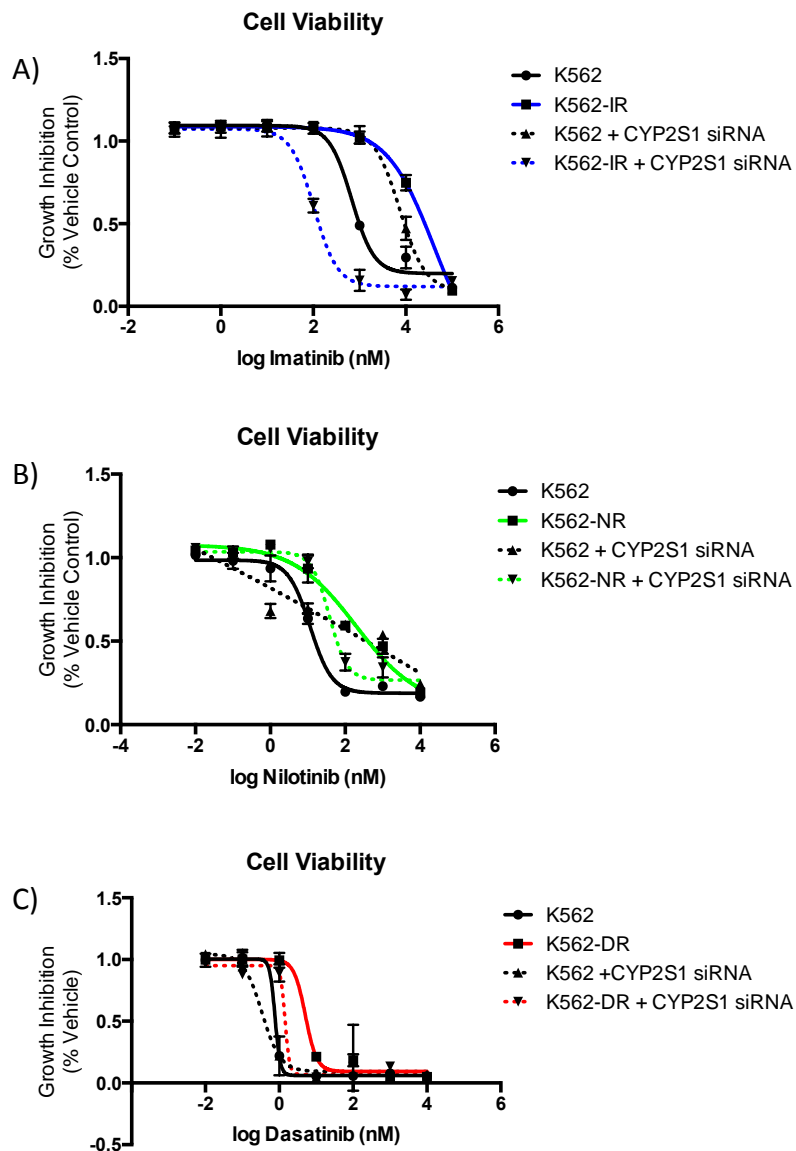 Cell Viability
A)
1.5
1.0
0.5
0.0
-2
0
2
4
6
Growth Inhibition
(% Vehicle Control)
log Imatinib (nM)
K562
K562-IR
K562 + CYP2S1 siRNA
K562-IR + CYP2S1 siRNA
Cell Viability
B)
1.5
1.0
0.5
0.0
-4
-2
0
2
4
6
Growth Inhibition
(% Vehicle Control)
log Nilotinib (nM)
K562
K562-NR
K562 + CYP2S1 siRNA
K562-NR + CYP2S1 siRNA
Cell Viability
C)
1.5
1.0
0.5
0.0
-0.5
-2
0
2
4
6
Growth Inhibition
(% Vehicle)
log Dasatinib (nM)
K562
K562-DR
K562 +CYP2S1 siRNA
K562-DR + CYP2S1 siRNA